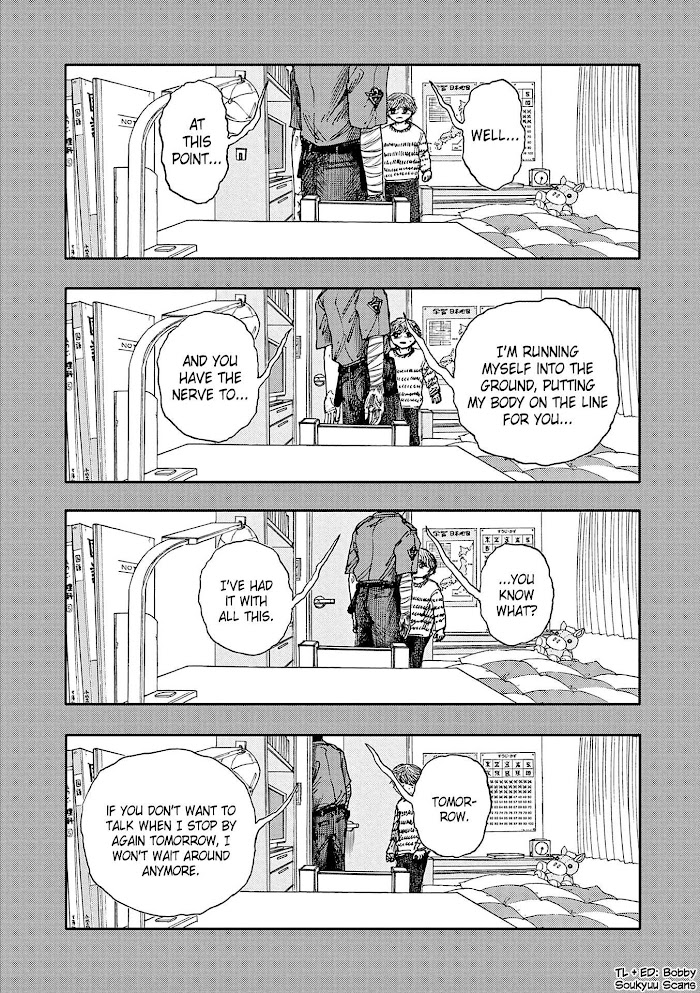 WELL...
AT
THIS
POINT...
I'M RUNNING
MYSELF INTO THE
GROUND, PUTTING
MY BODY ON THE LINE
FOR YOU...
AND YOU
HAVE THE
NERVE TO...
...YOU
KNOW
WHAT?
I'VE HAD
IT WITH
ALL THIS.
TOMOR-
ROW.
IF YOU DON'T WANT TO
TALK WHEN I STOP BY
AGAIN TOMORROW, I
WON'T WAIT AROUND
ANYMORE.
TL + ED: Bobby
Soukyuu Scans